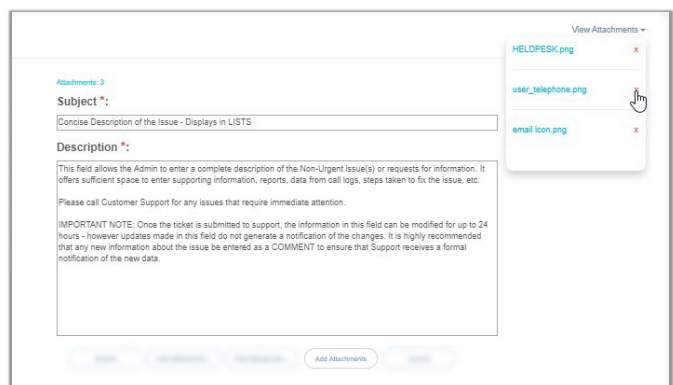 View Attachments
HELDPESK.png x
Attachments: 3
user_telephone.png x
Subject *:
Concise Description of the Issue - Displays in LISTS
email icon.png x
Description *:
This field allows the Admin to enter a complete description of the Non-Urgent issue(s) or requests for information. It
offers sufficient space to enter supporting information, reports, data from call logs, steps taken to fix the issue, etc.
Please call Customer Support for any issues that require immediate attention.
IMPORTANT NOTE: Once the ticket is submitted to support, the information in this field can be modified for up to 24
hours - however updates made in this field do not generate a notification of the changes. It is highly recommended
that any new information about the issue be entered as a COMMENT to ensure that Support receives a formal
notification of the new data.
Add Attachments